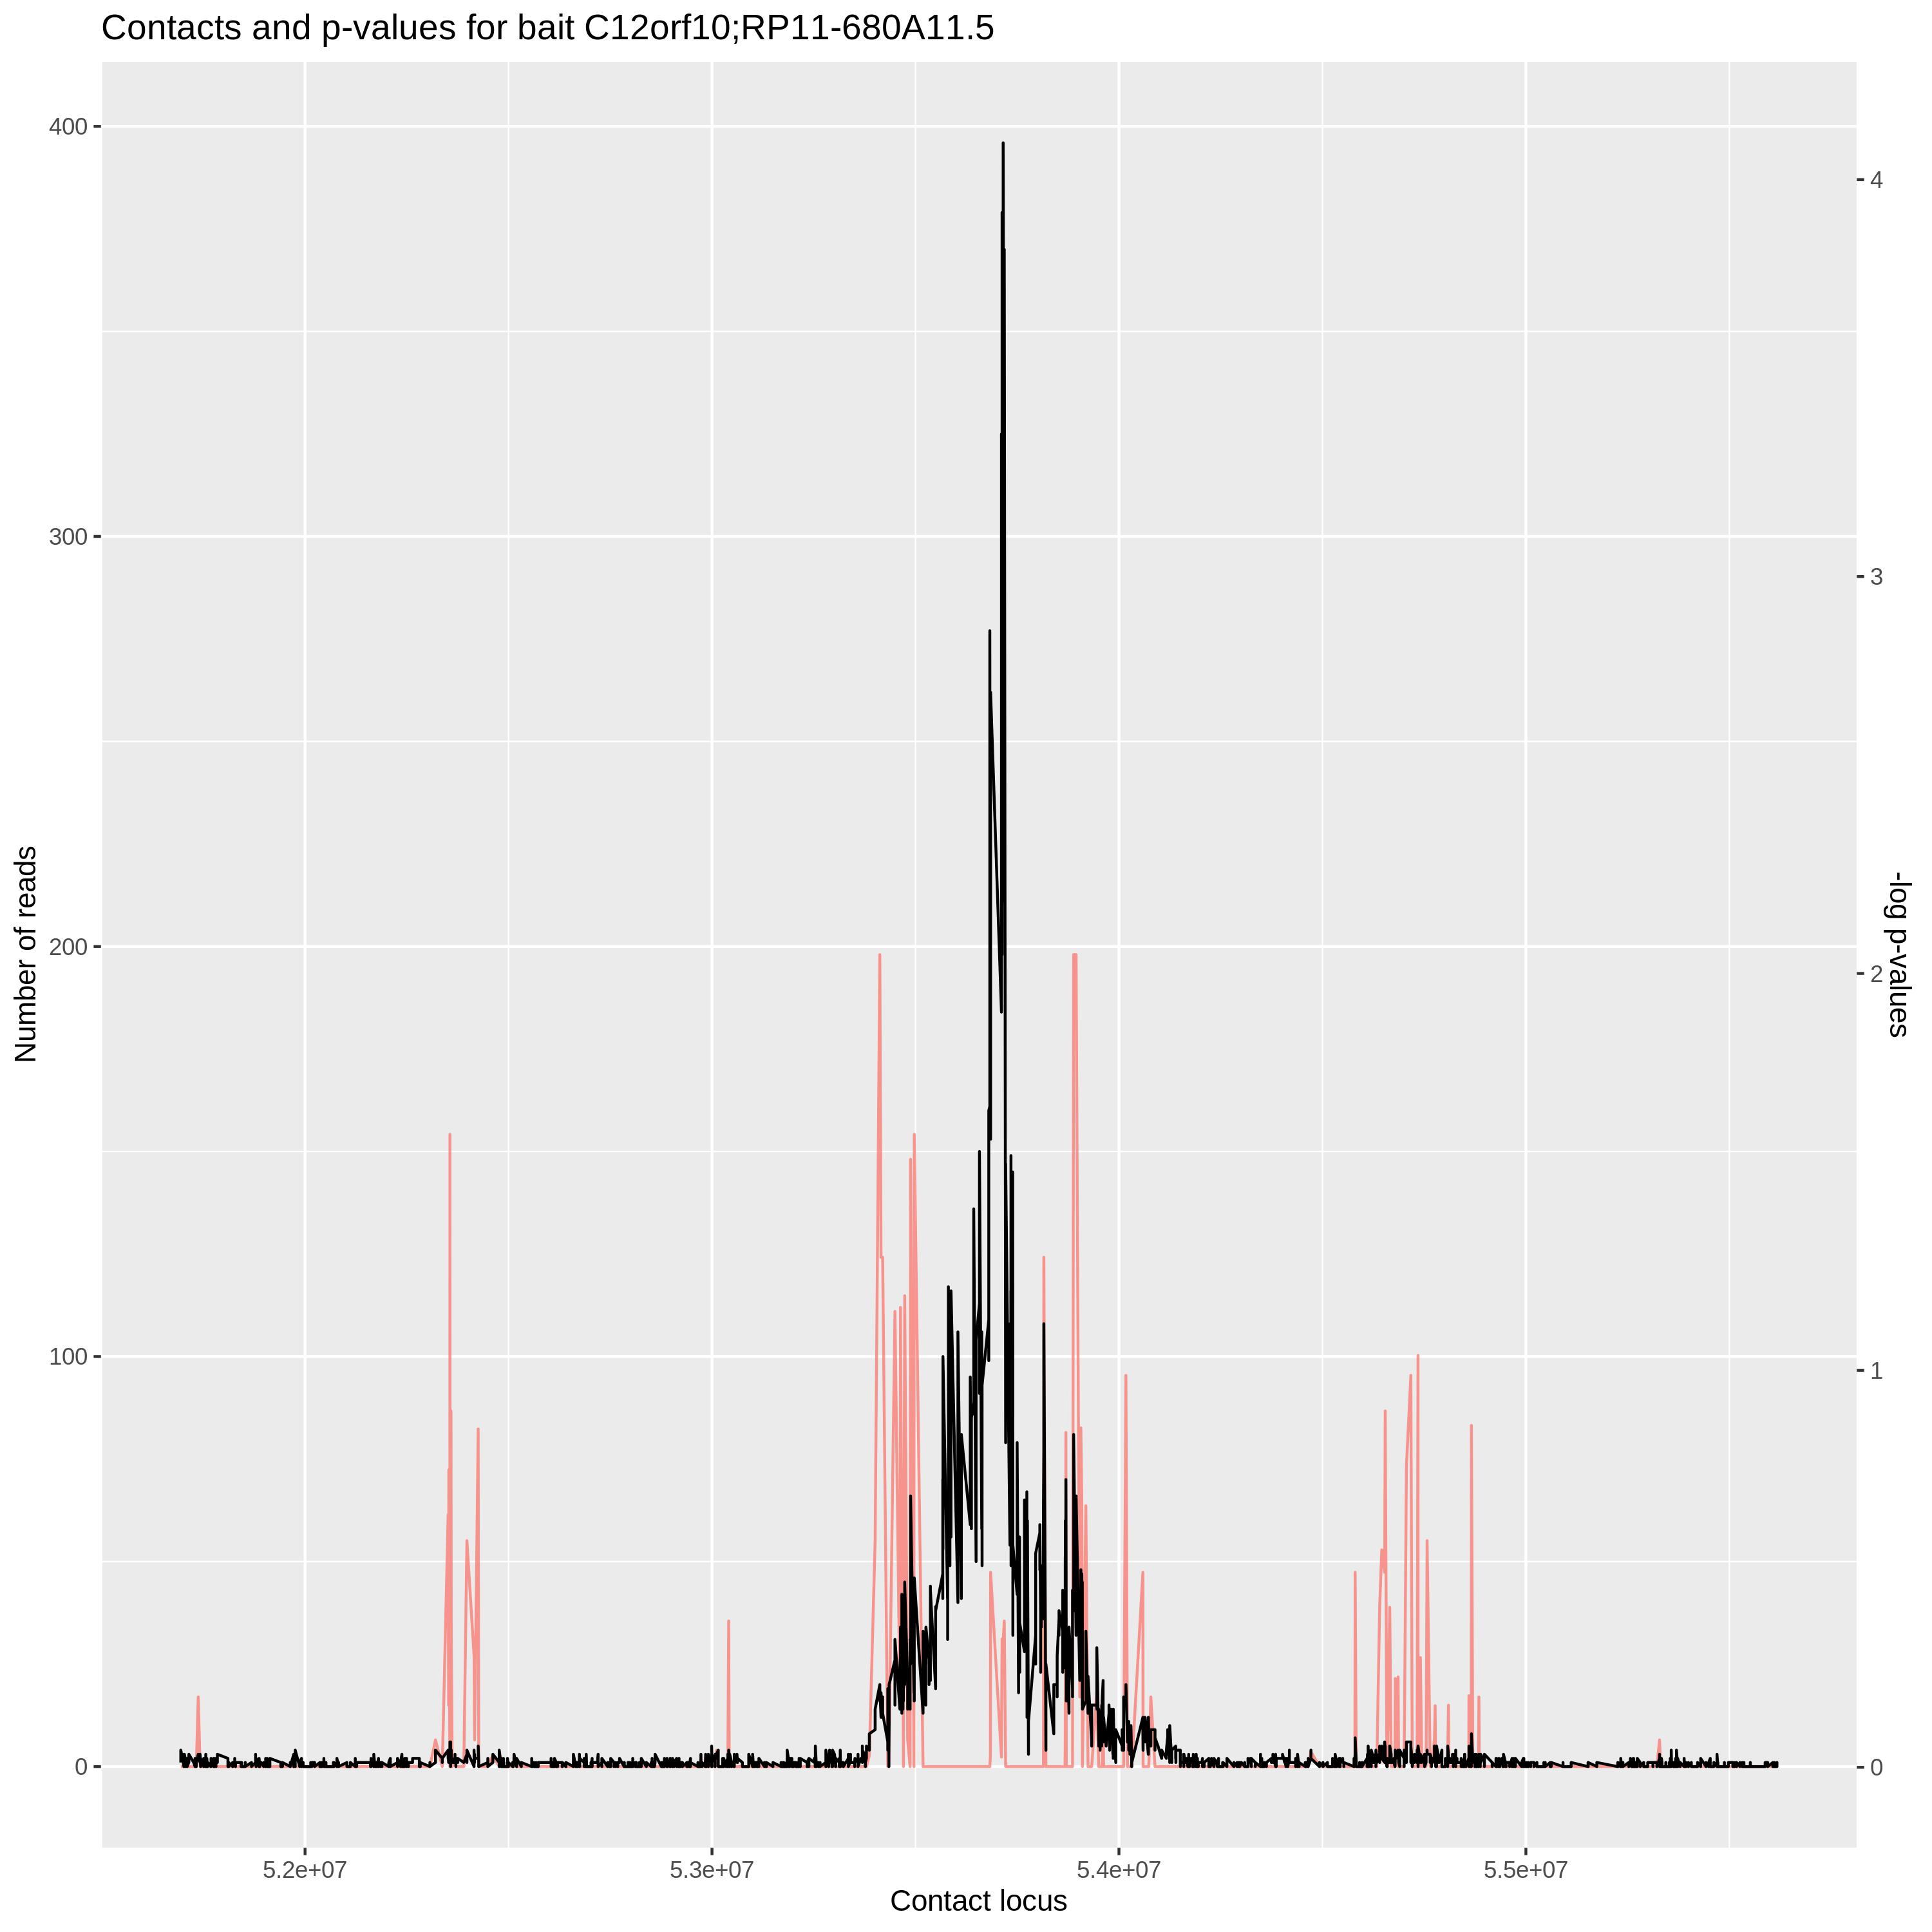 Contacts and p-values for bait C12orf10;RP11-680A11.5
400
300
200
100
0
Number of reads
4
3
2
1
0
-log p-values
5.2e+07
5.3e+07
5.4e+07
5.5e+07
Contact locus